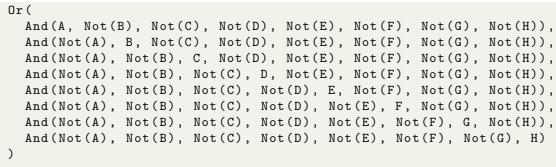 Or(
  And(A, Not(B), Not(C), Not(D), Not(E), Not(F), Not(G), Not(H)),
  And(Not(A), B, Not(C), Not(D), Not(E), Not(F), Not(G), Not(H)),
  And(Not(A), Not(B), C, Not(D), Not(E), Not(F), Not(G), Not(H)),
  And(Not(A), Not(B), Not(C), D, Not(E), Not(F), Not(G), Not(H)),
  And(Not(A), Not(B), Not(C), Not(D), E, Not(F), Not(G), Not(H)),
  And(Not(A), Not(B), Not(C), Not(D), Not(E), F, Not(G), Not(H)),
  And(Not(A), Not(B), Not(C), Not(D), Not(E), Not(F), G, Not(H)),
  And(Not(A), Not(B), Not(C), Not(D), Not(E), Not(F), Not(G), H)
)